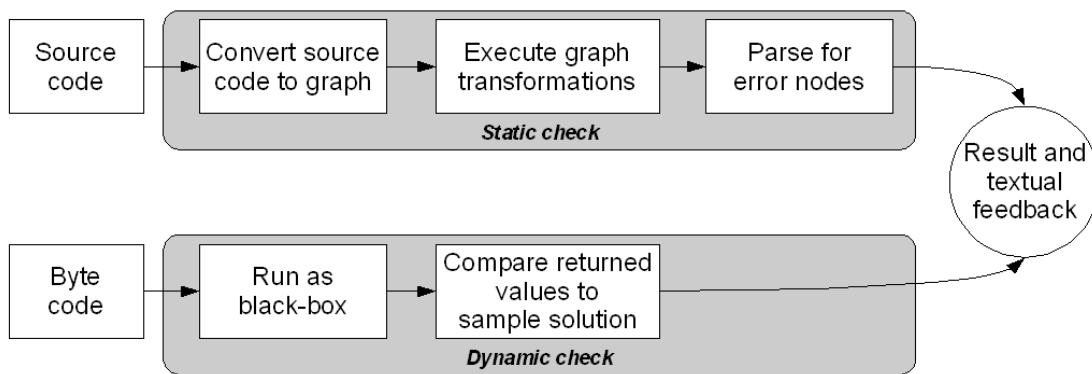 Source
code
Convert source
code to graph
Execute graph
transformations
Parse for
error nodes
Static check
Result and
textual
feedback
Byte
code
Run as
black-box
Compare returned
values to
sample solution
Dynamic check